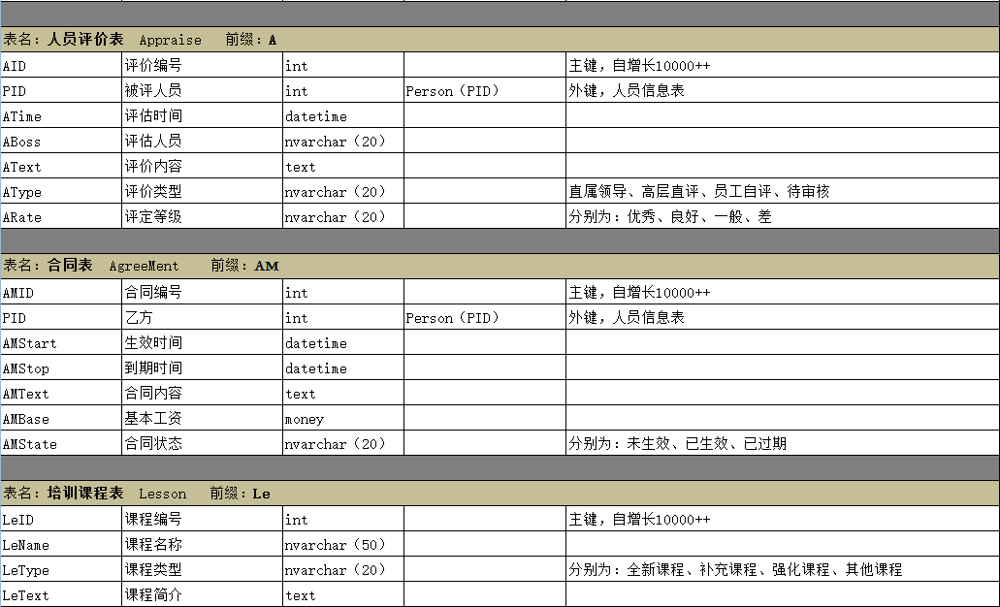 表名：人员评价表 Appraise 前缀：A
AID 评价编号 int 主键，自增长10000++
PID 被评人员 int Person（PID） 外键，人员信息表
ATime 评估时间 datetime
ABoss 评估人员 nvarchar（20）
AText 评价内容 text
AType 评价类型 nvarchar（20） 直属领导、高层直评、员工自评、待审核
ARate 评定等级 nvarchar（20） 分别为：优秀、良好、一般、差
表名：合同表 AgreeMent 前缀：AM
AMID 合同编号 int 主键，自增长10000++
PID 乙方 int Person（PID） 外键，人员信息表
AMStart 生效时间 datetime
AMStop 到期时间 datetime
AMText 合同内容 text
AMBase 基本工资 money
AMState 合同状态 nvarchar（20） 分别为：未生效、已生效、已过期
表名：培训课程表 Lesson 前缀：Le
LeID 课程编号 int 主键，自增长10000++
LeName 课程名称 nvarchar（50）
LeType 课程类型 nvarchar（20） 分别为：全新课程、补充课程、强化课程、其他课程
LeText 课程简介 text